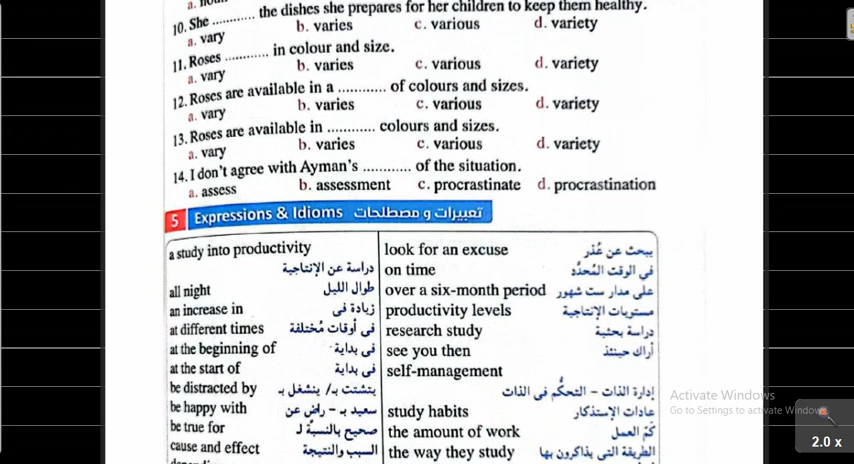 a.
10. She ............ the dishes she prepares for her children to keep them healthy.
a. vary b. varies c. various d. variety
11. Roses ............ in colour and size.
a. vary b. varies c. various d. variety
12. Roses are available in a ............ of colours and sizes.
a. vary b. varies c. various d. variety
13. Roses are available in ............ colours and sizes.
a. vary b. varies c. various d. variety
14. I don't agree with Ayman's ............ of the situation.
a. assess b. assessment c. procrastinate d. procrastination
5 Expressions & Idioms تعبيرات و مصطلحات
a study into productivity
دراسة عن الإنتاجية
all night طوال الليل
an increase in زيادة فى
at different times فى أوقات مُختلفة
at the beginning of فى بداية
at the start of فى بداية
be distracted by يتشتت بـ/ ينشغل بـ
be happy with سعيد بـ – راضٍ عن
be true for صحيح بالنسبة لـ
cause and effect السبب والنتيجة
look for an excuse يبحث عن عُذر
on time فى الوقت المُحدَّد
over a six-month period على مدار ست شهور
productivity levels مستويات الإنتاجية
research study دراسة بحثية
see you then أراك حينئذ
self-management
إدارة الذات – التحكُّم فى الذات
study habits عادات الإستذكار
the amount of work كمّ العمل
the way they study الطريقة التى يذاكرون بها
Activate Windows
Go to Settings to activate Windows.
2.0 x